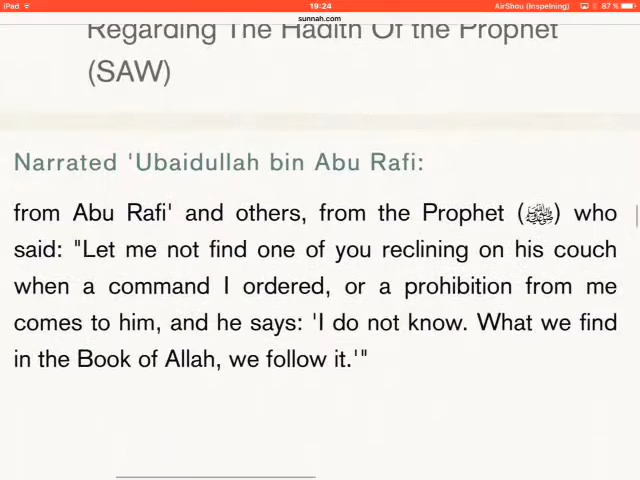 iPad 19:24 AirShou (Inspelning) 87 %
sunnah.com
Regarding The Hadith Of the Prophet
(SAW)
Narrated 'Ubaidullah bin Abu Rafi:
from Abu Rafi' and others, from the Prophet (ﷺ) who
said: "Let me not find one of you reclining on his couch
when a command I ordered, or a prohibition from me
comes to him, and he says: 'I do not know. What we find
in the Book of Allah, we follow it.'"